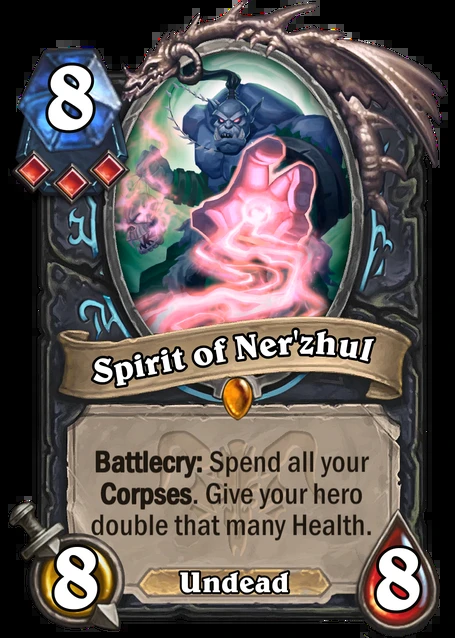 8
Spirit of Ner'zhul
Battlecry: Spend all your
Corpses. Give your hero
double that many Health.
8
Undead
8